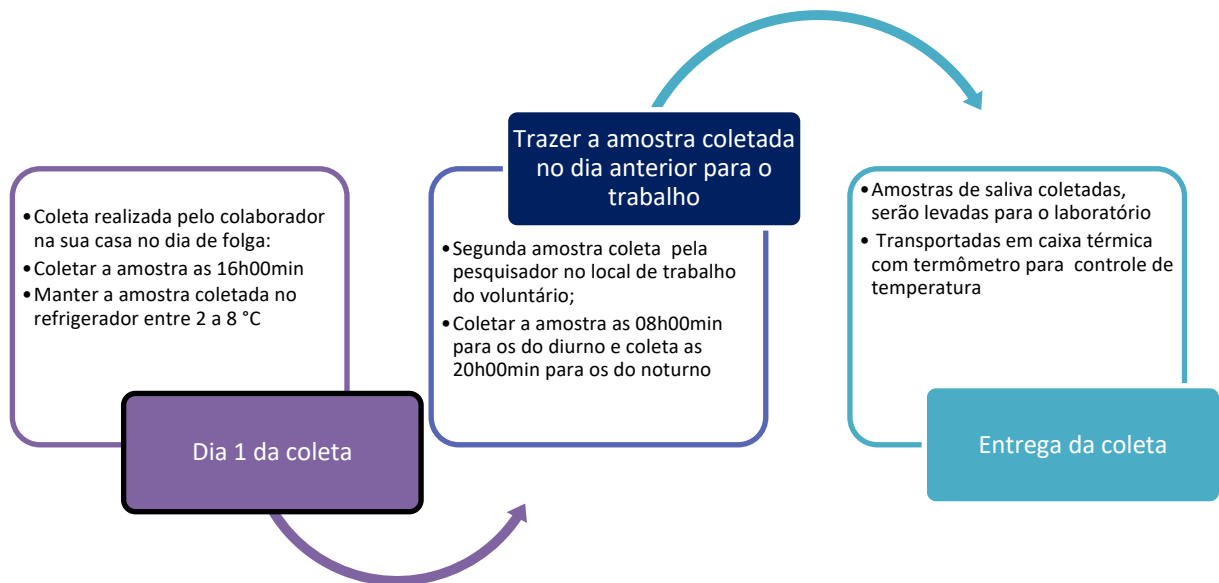 •Coleta realizada pelo colaborador
na sua casa no dia de folga:
•Coletar a amostra as 16h00min
•Manter a amostra coletada no
refrigerador entre 2 a 8 °C
Dia 1 da coleta
Trazer a amostra coletada
no dia anterior para o
trabalho
•Segunda amostra coleta pela
pesquisador no local de trabalho
do voluntário;
•Coletar a amostra as 08h00min
para os do diurno e coleta as
20h00min para os do noturno
•Amostras de saliva coletadas,
serão levadas para o laboratório
• Transportadas em caixa térmica
com termômetro para controle de
temperatura
Entrega da coleta